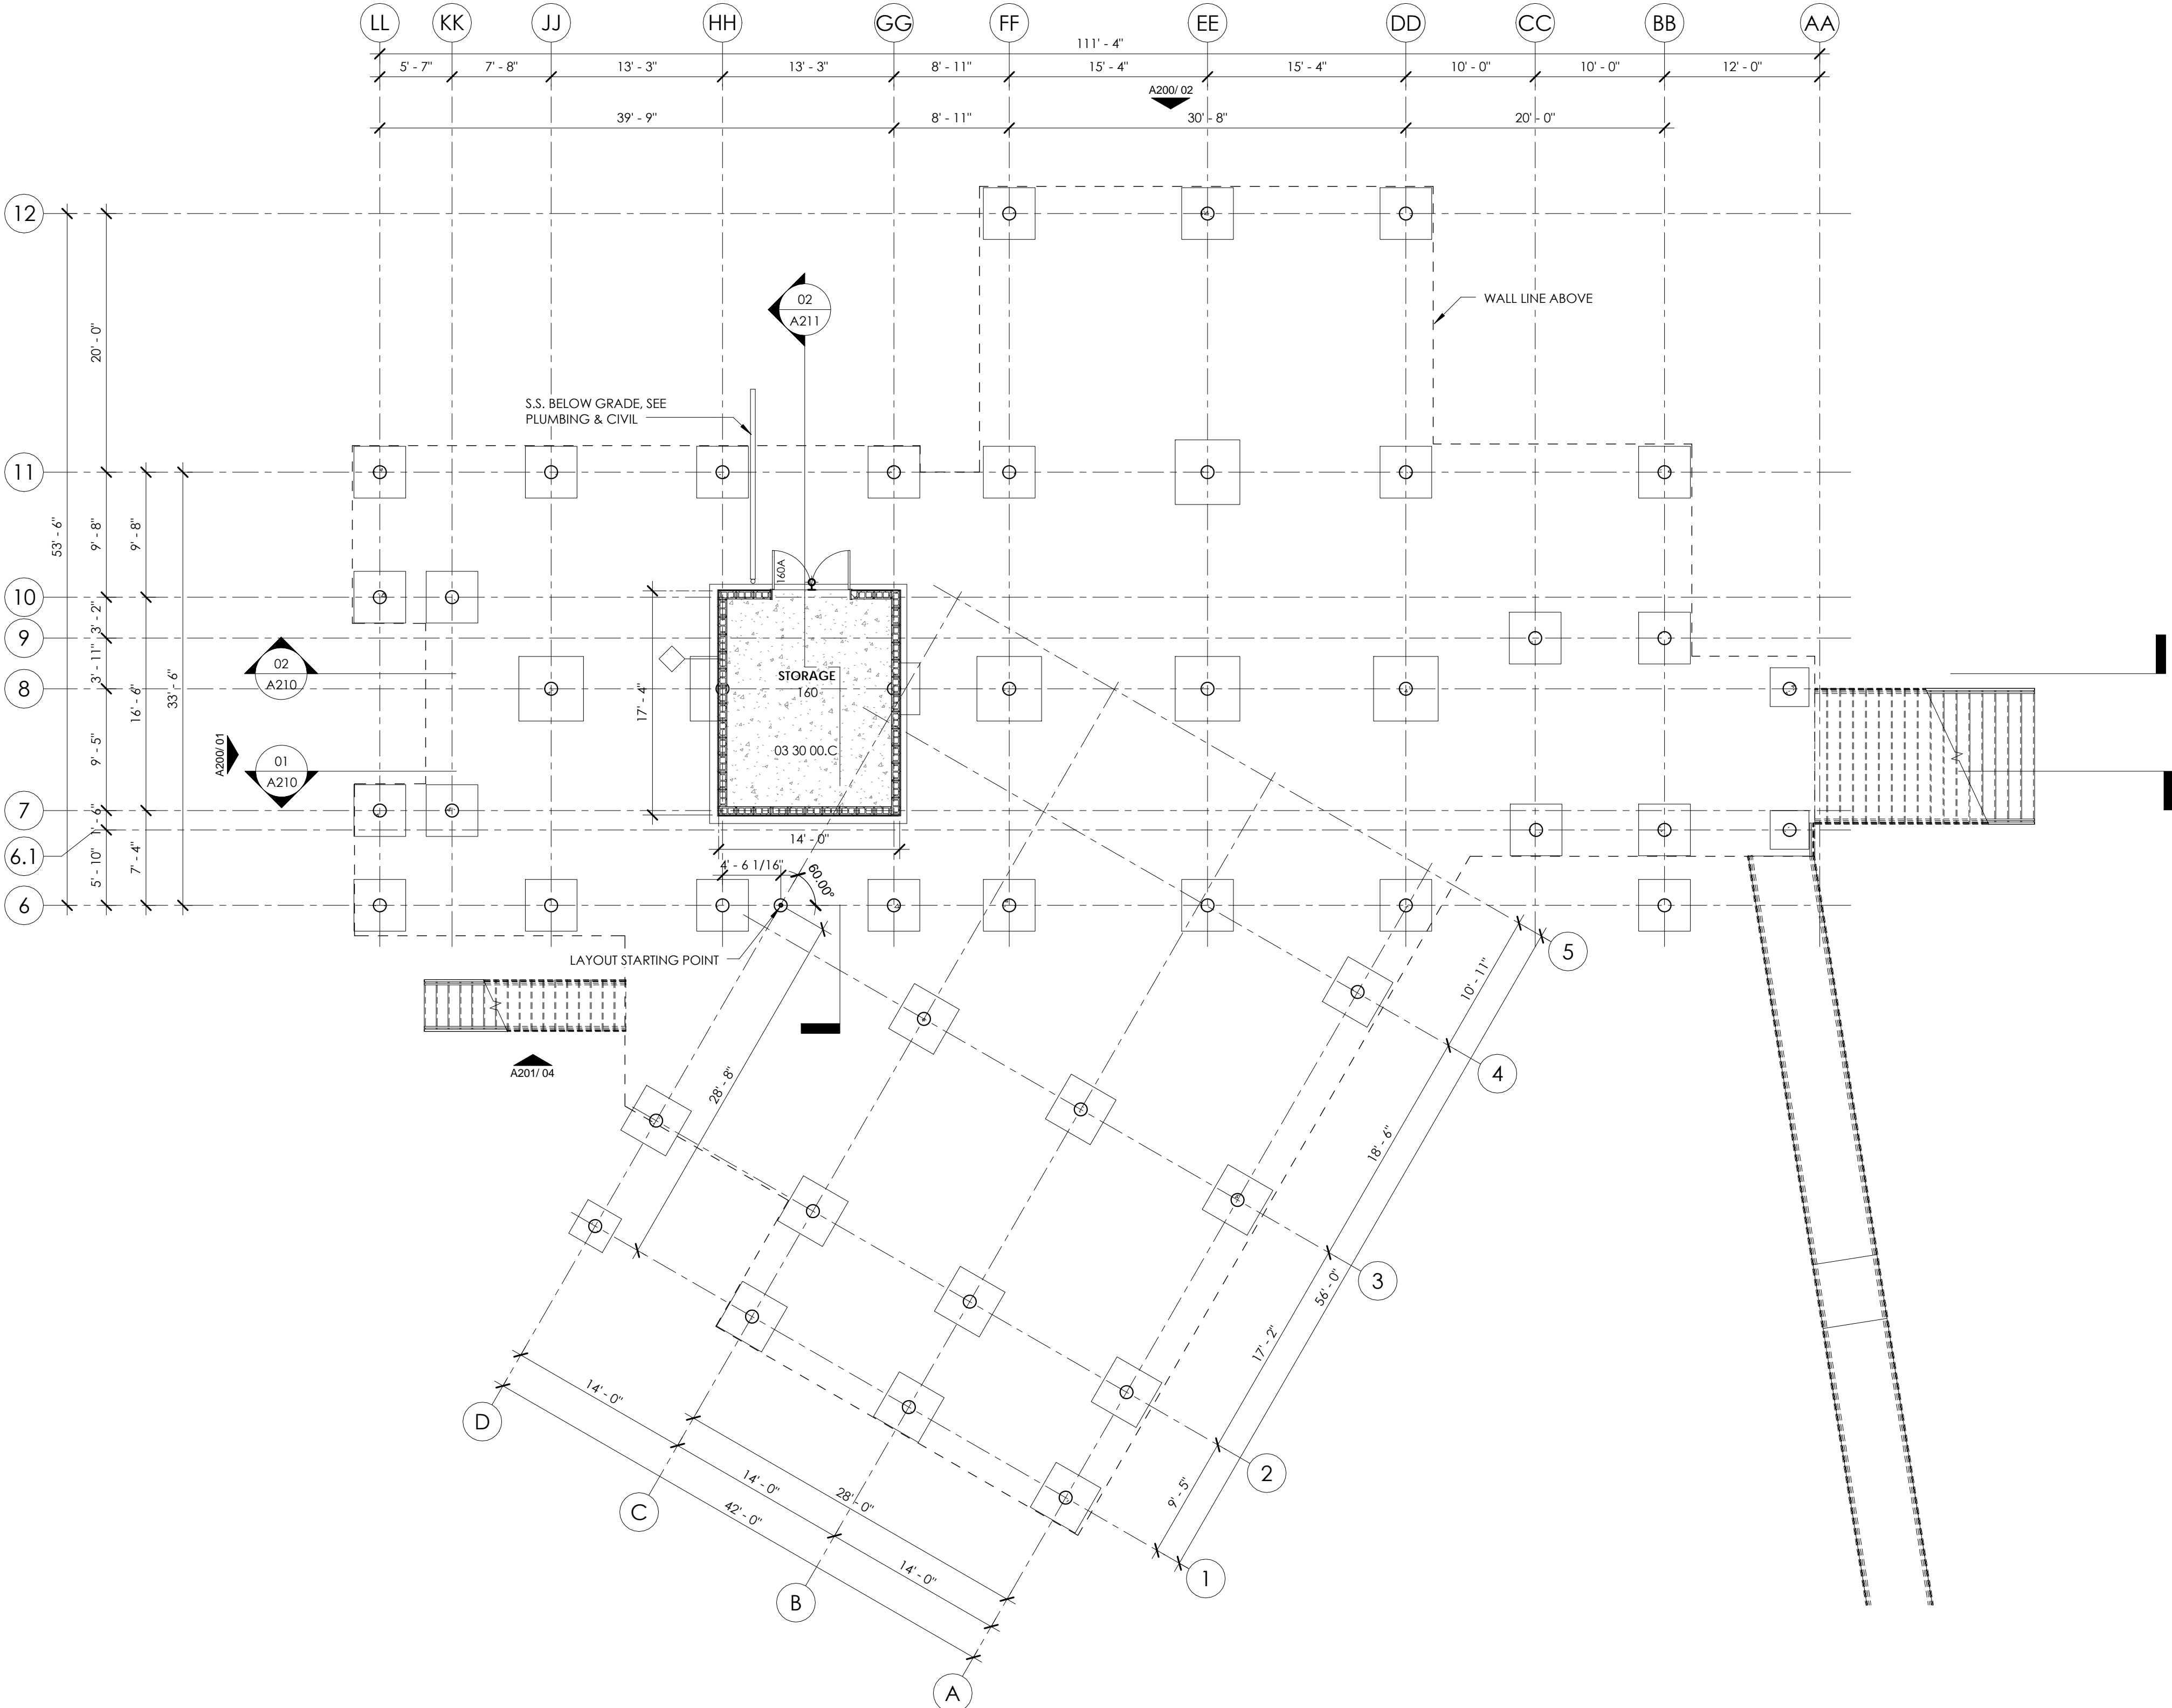 LL KK JJ HH GG FF EE DD CC BB AA
111' - 4"
5' - 7" 7' - 8" 13' - 3" 13' - 3" 8' - 11" 15' - 4" 15' - 4" 10' - 0" 10' - 0" 12' - 0"
A200/ 02
39' - 9" 8' - 11" 30' - 8" 20' - 0"
12
20' - 0"
WALL LINE ABOVE
02
A211
S.S. BELOW GRADE, SEE
PLUMBING & CIVIL
11
53' - 6"
9' - 8"
9' - 8"
33' - 6"
160A
10
3' - 2"
9
3' - 11"
02
A210
8
16' - 6"
17' - 4"
STORAGE
160
03 30 00.C
9' - 5"
A200/ 01
01
A210
7
1' - 6"
6.1
5' - 10"
7' - 4"
14' - 0"
4' - 6 1/16"
60.00°
6
LAYOUT STARTING POINT
5
10' - 11"
4
A201/ 04
28' - 8"
18' - 6"
3
56' - 0"
17' - 2"
2
9' - 5"
1
14' - 0"
D
14' - 0"
28' - 0"
42' - 0"
C
14' - 0"
B
A